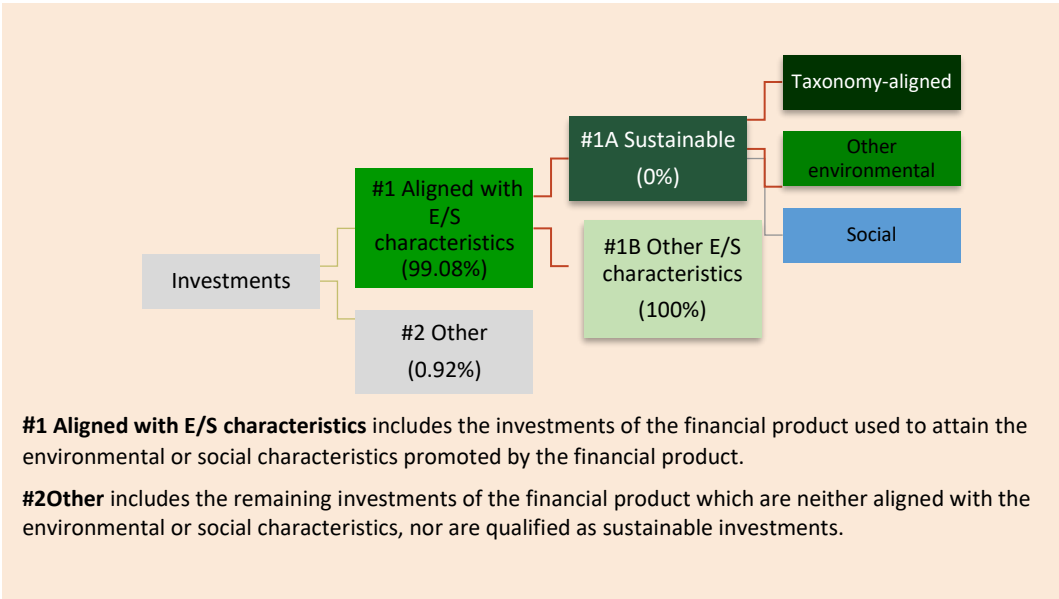 Taxonomy-aligned
#1A Sustainable
(0%)
Other
environmental
#1 Aligned with
E/S
characteristics
(99.08%)
Social
#1B Other E/S
characteristics
(100%)
Investments
#2 Other
(0.92%)
#1 Aligned with E/S characteristics includes the investments of the financial product used to attain the
environmental or social characteristics promoted by the financial product.
#2Other includes the remaining investments of the financial product which are neither aligned with the
environmental or social characteristics, nor are qualified as sustainable investments.